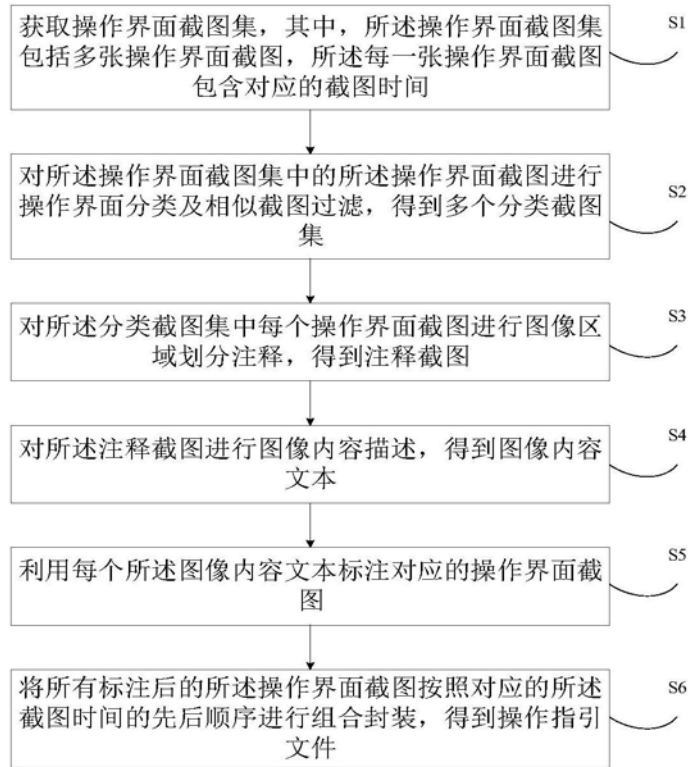 获取操作界面截图集，其中，所述操作界面截图集
包括多张操作界面截图，所述每一张操作界面截图
包含对应的截图时间
S1
对所述操作界面截图集中的所述操作界面截图进行
操作界面分类及相似截图过滤，得到多个分类截图
集
S2
对所述分类截图集中每个操作界面截图进行图像区
域划分注释，得到注释截图
S3
对所述注释截图进行图像内容描述，得到图像内容
文本
S4
利用每个所述图像内容文本标注对应的操作界面截
图
S5
将所有标注后的所述操作界面截图按照对应的所述
截图时间的先后顺序进行组合封装，得到操作指引
文件
S6